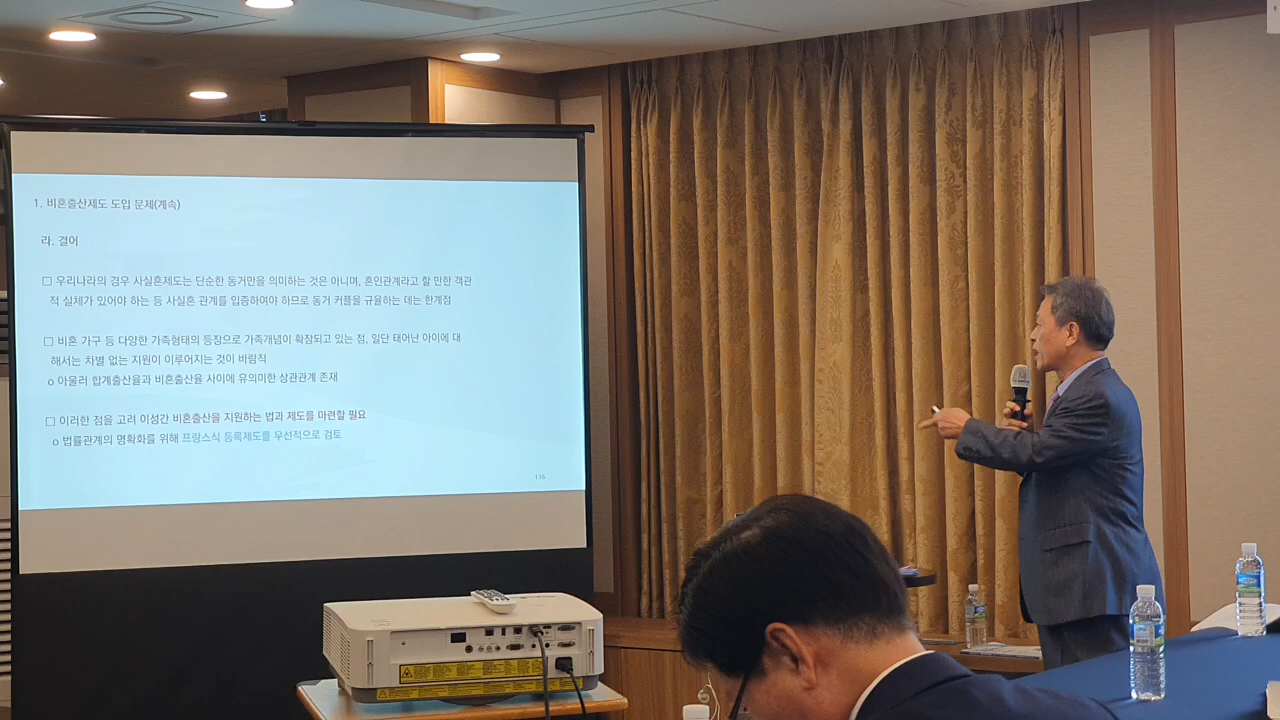 1. 비혼출산제도 도입 문제(계속)
라. 결어
□ 우리나라의 경우 사실혼제도는 단순한 동거만을 의미하는 것은 아니며, 혼인관계라고 할 만한 객관
적 실체가 있어야 하는 등 사실혼 관계를 입증하여야 하므로 동거 커플을 규율하는 데는 한계점
□ 비혼 가구 등 다양한 가족형태의 등장으로 가족개념이 확장되고 있는 점, 일단 태어난 아이에 대
해서는 차별 없는 지원이 이루어지는 것이 바람직
o 아울러 합계출산율과 비혼출산율 사이에 유의미한 상관관계 존재
□ 이러한 점을 고려 이성간 비혼출산을 지원하는 법과 제도를 마련할 필요
o 법률관계의 명확화를 위해 프랑스식 등록제도를 우선적으로 검토